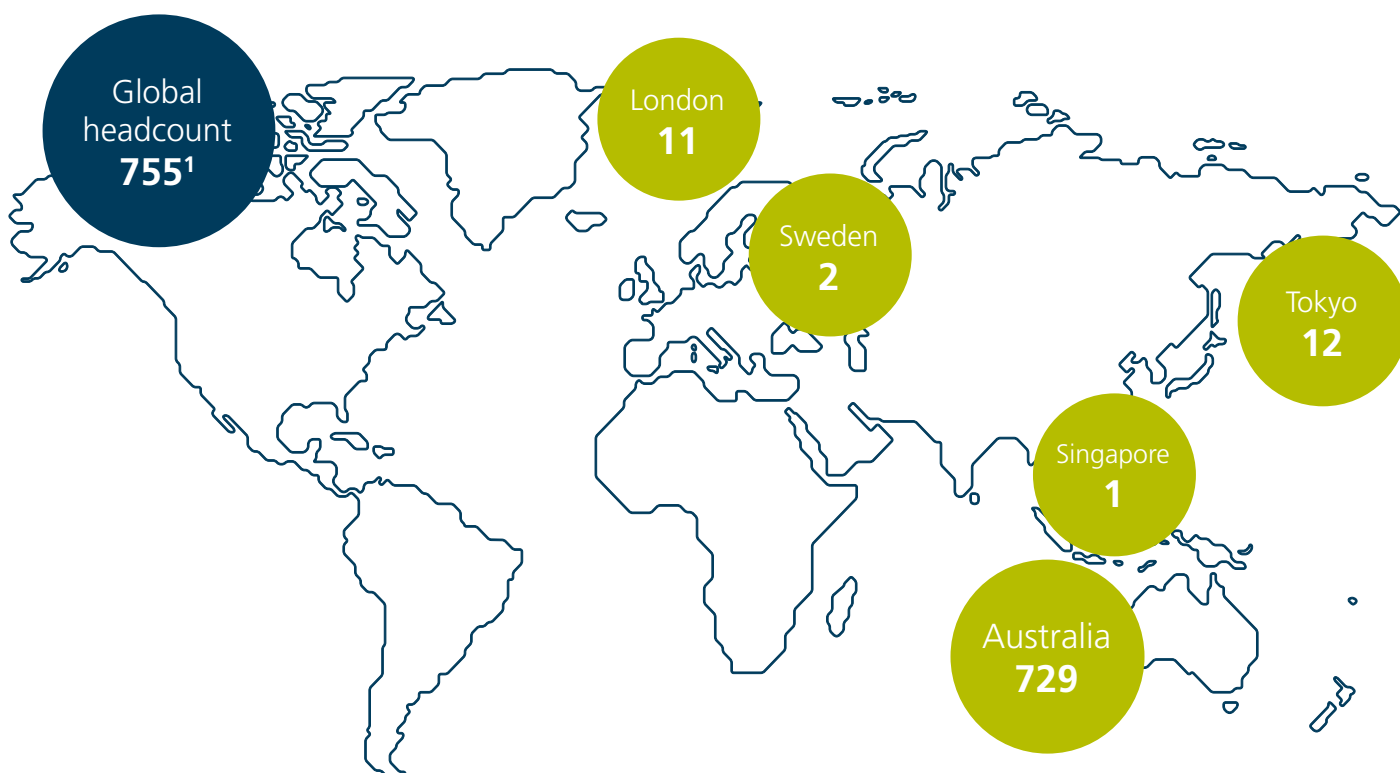 Global
headcount
755¹
London
11
Sweden
2
Tokyo
12
Singapore
1
Australia
729